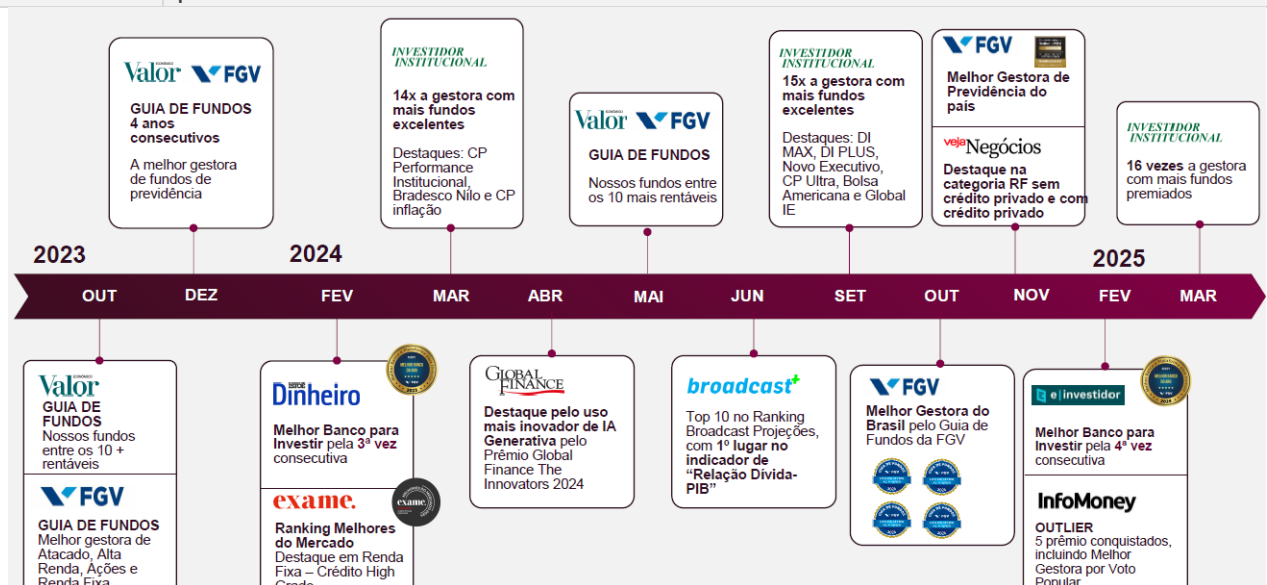 Valor FGV
GUIA DE FUNDOS
4 anos
consecutivos
A melhor gestora
de fundos de
previdência
INVESTIDOR
INSTITUCIONAL
14x a gestora com
mais fundos
excelentes
Destaques: CP
Performance
Institucional,
Bradesco Nilo e CP
inflação
Valor FGV
GUIA DE FUNDOS
Nossos fundos entre
os 10 mais rentáveis
INVESTIDOR
INSTITUCIONAL
15x a gestora com
mais fundos
excelentes
Destaques: DI
MAX, DI PLUS,
Novo Executivo,
CP Ultra, Bolsa
Americana e Global
IE
FGV
Melhor Gestora de
Previdência do
país
veja Negócios
Destaque na
categoria RF sem
crédito privado e com
crédito privado
INVESTIDOR
INSTITUCIONAL
16 vezes a gestora
com mais fundos
premiados
2023
2024
2025
OUT DEZ FEV MAR ABR MAI JUN SET OUT NOV FEV MAR
Valor
GUIA DE
FUNDOS
Nossos fundos
entre os 10 +
rentáveis
FGV
GUIA DE FUNDOS
Melhor gestora de
Atacado, Alta
Renda, Ações e
Renda Fixa
ISTOÉ
Dinheiro
Melhor Banco para
Investir pela 3ª vez
consecutiva
exame.
exame.
Ranking Melhores
do Mercado
Destaque em Renda
Fixa – Crédito High
Grade
GLOBAL
FINANCE
Destaque pelo uso
mais inovador de IA
Generativa pelo
Prêmio Global
Finance The
Innovators 2024
broadcast+
Top 10 no Ranking
Broadcast Projeções,
com 1º lugar no
indicador de
“Relação Dívida-
PIB”
FGV
Melhor Gestora do
Brasil pelo Guia de
Fundos da FGV
e|investidor
Melhor Banco para
Investir pela 4ª vez
consecutiva
InfoMoney
OUTLIER
5 prêmio conquistados,
incluindo Melhor
Gestora por Voto
Popular